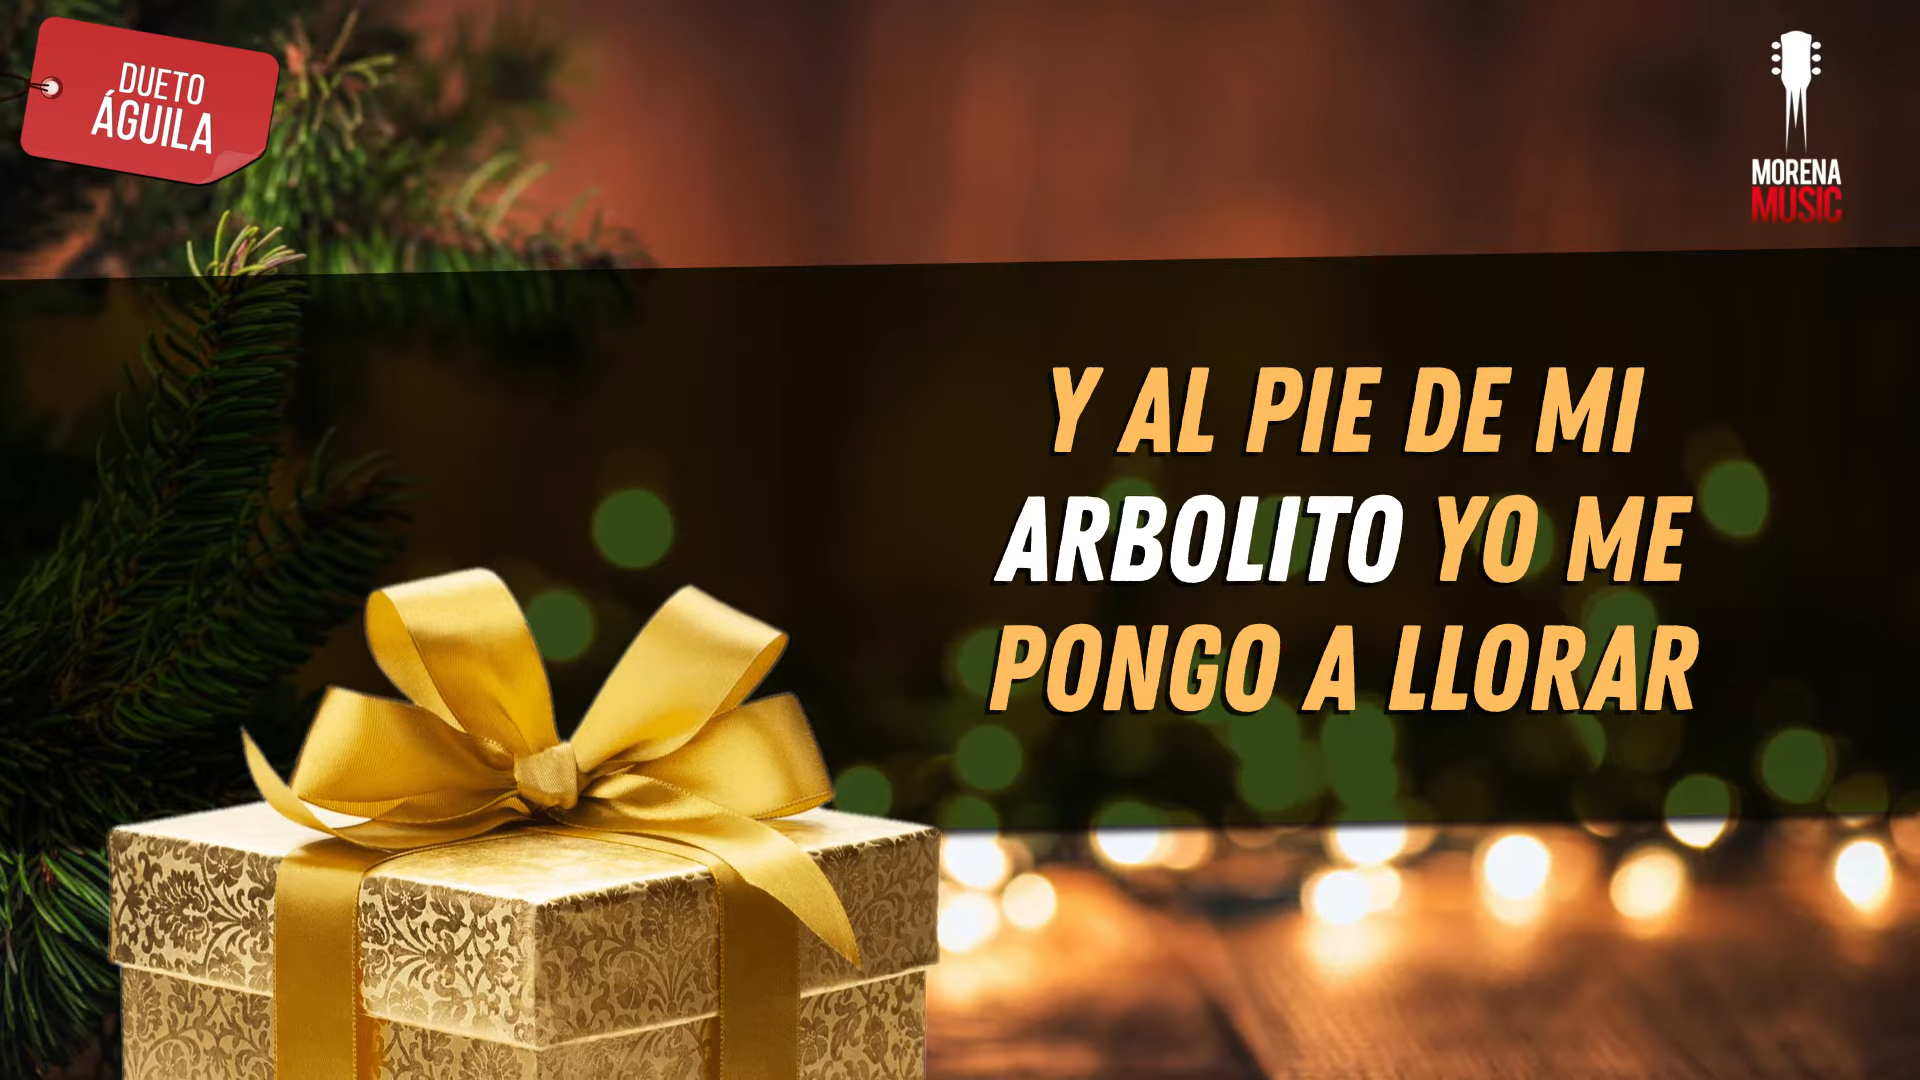 DUETO
ÁGUILA
MORENA
MUSIC
Y AL PIE DE MI
ARBOLITO YO ME
PONGO A LLORAR